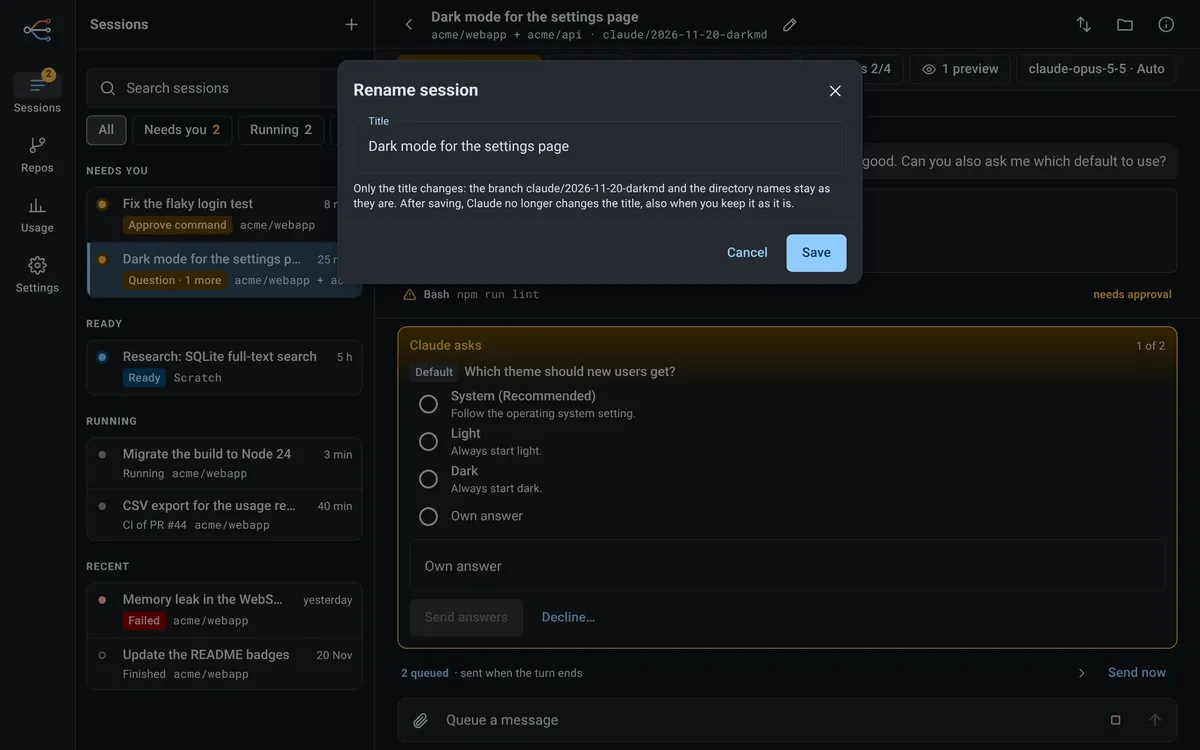 2
Sessions
Repos
Usage
Settings
Sessions
Search sessions
All
Needs you 2
Running 2
NEEDS YOU
Fix the flaky login test
Approve command acme/webapp
Dark mode for the settings p…
Question · 1 more acme/webapp +
READY
Research: SQLite full-text search 5 h
Ready Scratch
RUNNING
Migrate the build to Node 24 3 min
Running acme/webapp
CSV export for the usage re… 40 min
CI of PR #44 acme/webapp
RECENT
Memory leak in the WebS… yesterday
Failed acme/webapp
Update the README badges 20 Nov
Finished acme/webapp
Dark mode for the settings page
acme/webapp + acme/api · claude/2026-11-20-darkmd
2/4
1 preview
claude-opus-5-5 · Auto
good. Can you also ask me which default to use?
Rename session
Title
Dark mode for the settings page
Only the title changes: the branch claude/2026-11-20-darkmd and the directory names stay as
they are. After saving, Claude no longer changes the title, also when you keep it as it is.
Cancel
Save
Bash npm run lint
needs approval
Claude asks
1 of 2
Default Which theme should new users get?
System (Recommended)
Follow the operating system setting.
Light
Always start light.
Dark
Always start dark.
Own answer
Own answer
Send answers
Decline…
2 queued · sent when the turn ends
Send now
Queue a message